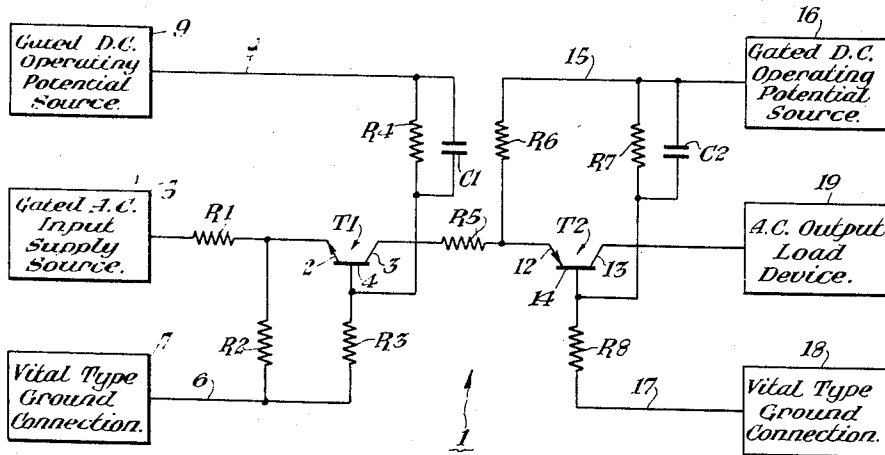 9
Gated D.C.
Operating
Potential
Source.
16
Gated D.C.
Operating
Potential
Source.
15
R4
C1
R6
R7
C2
5
Gated A.C.
Input
Supply
Source.
R1
T1
2
4
3
R5
T2
12
14
13
19
A.C. Output
Load
Device.
R2
R3
R8
7
Vital Type
Ground
Connection.
6
17
18
Vital Type
Ground
Connection.
1